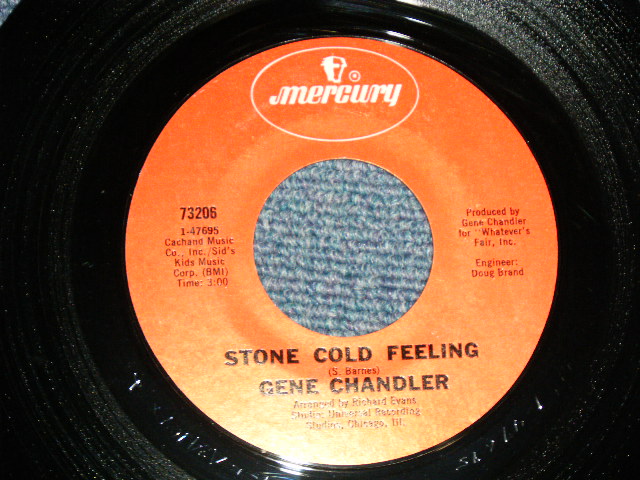 mercury
73206
1-47695
Cachand Music
Co., Inc./Sid's
Kids Music
Corp. (BMI)
Time: 3:00
Produced by
Gene Chandler
for "Whatever's
Fair, Inc.
Engineer:
Doug Brand
STONE COLD FEELING
(S. Barnes)
GENE CHANDLER
Arranged by Richard Evans
Studio: Universal Recording
Studios, Chicago, Ill.